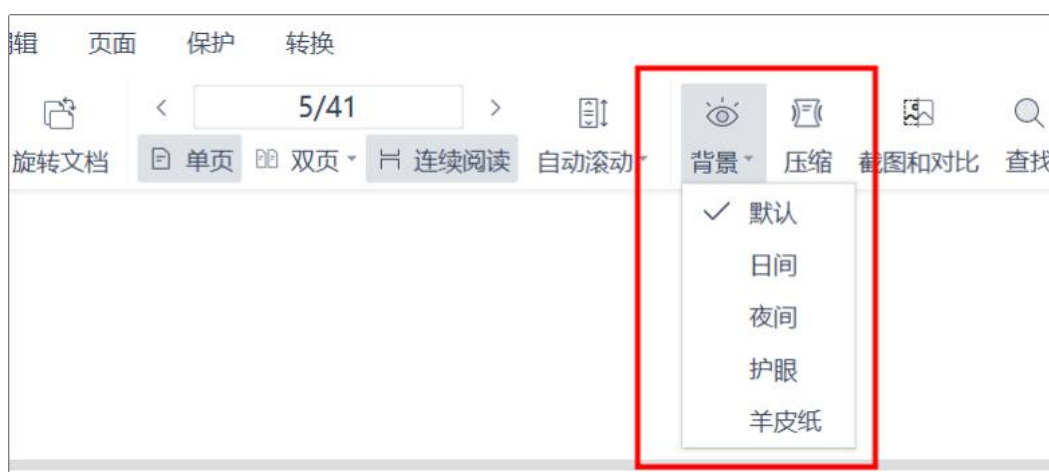 辑 页面 保护 转换
5/41
旋转文档 单页 双页 连续阅读 自动滚动 背景 压缩 截图和对比 查找
默认
日间
夜间
护眼
羊皮纸